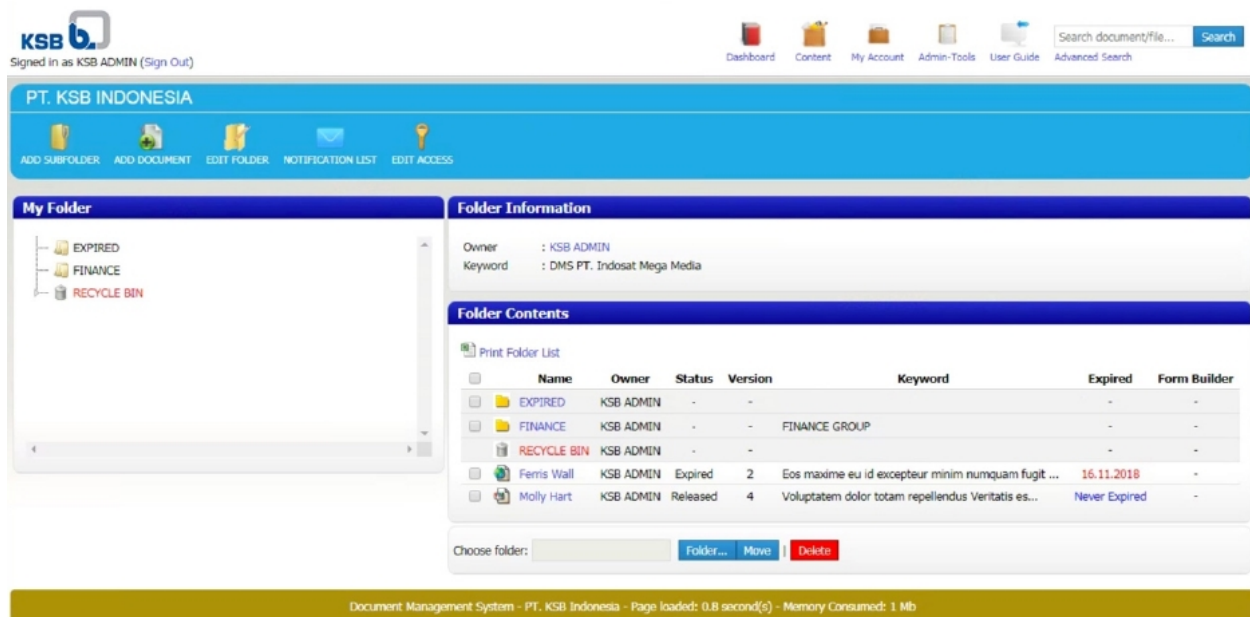 KSB b.
Signed in as KSB ADMIN (Sign Out)
Dashboard Content My Account Admin-Tools User Guide
Search document/file... Search
Advanced Search
PT. KSB INDONESIA
ADD SUBFOLDER ADD DOCUMENT EDIT FOLDER NOTIFICATION LIST EDIT ACCESS
My Folder
EXPIRED
FINANCE
RECYCLE BIN
Folder Information
Owner : KSB ADMIN
Keyword : DMS PT. Indosat Mega Media
Folder Contents
Print Folder List
Name Owner Status Version Keyword Expired Form Builder
EXPIRED KSB ADMIN - - - -
FINANCE KSB ADMIN - - FINANCE GROUP - -
RECYCLE BIN KSB ADMIN - - - -
Ferris Wall KSB ADMIN Expired 2 Eos maxime eu id excepteur minim numquam fugit ... 16.11.2018 -
Molly Hart KSB ADMIN Released 4 Voluptatem dolor totam repellendus Veritatis es... Never Expired -
Choose folder: Folder... Move | Delete
Document Management System - PT. KSB Indonesia - Page loaded: 0.8 second(s) - Memory Consumed: 1 Mb